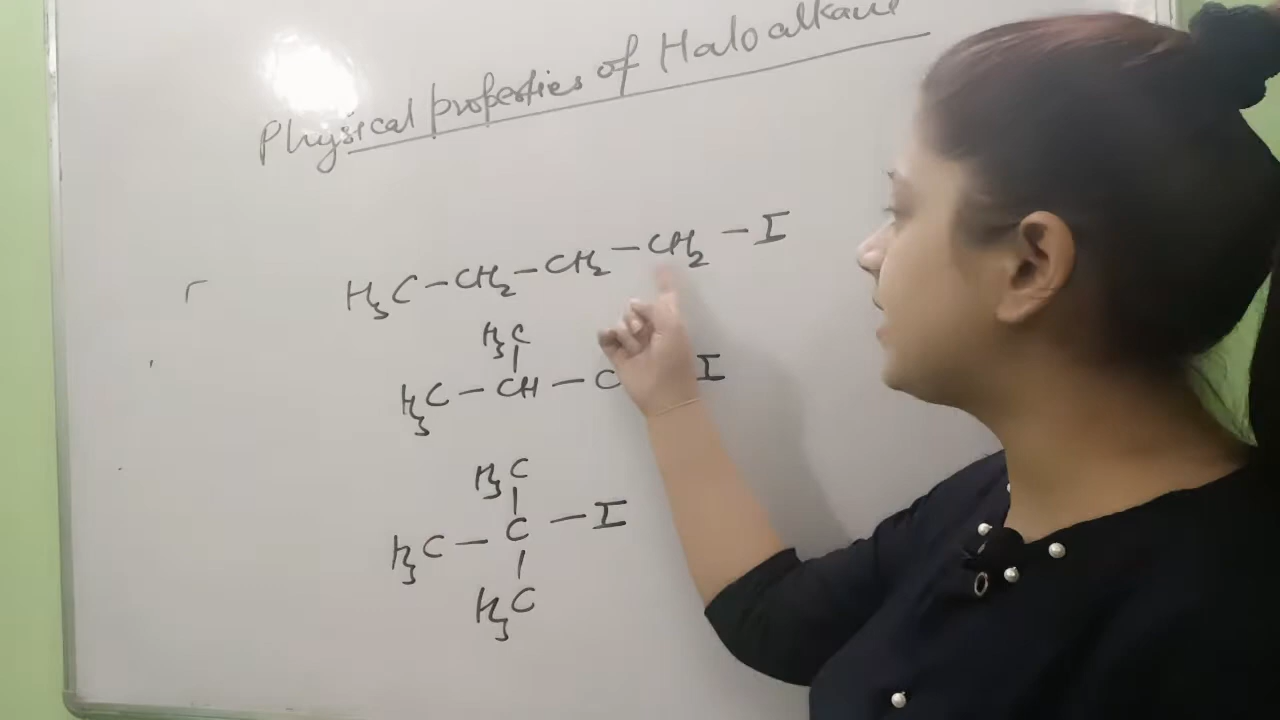 Physical properties of Haloalkane
H3C-CH2-CH2-CH2-I
H3C
H3C-CH-C I
H3C
H3C-C-I
H3C